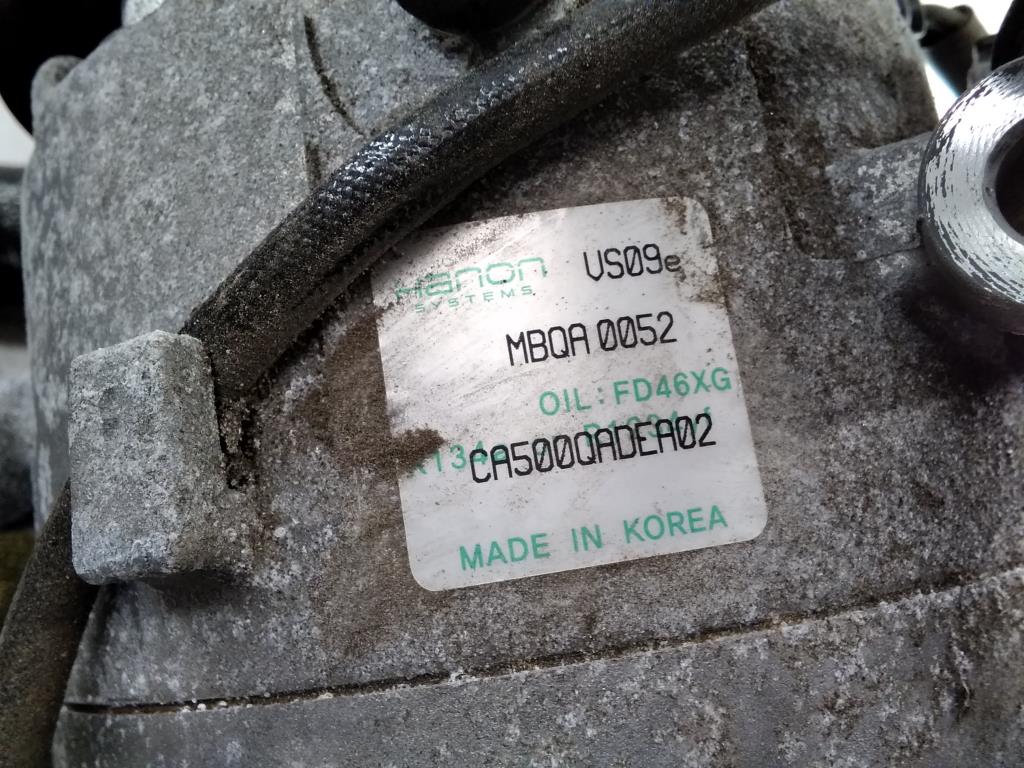 Hanon VS09e
SYSTEMS
MBQA 0052
OIL : FD46XG
CA500QADEA02
MADE IN KOREA